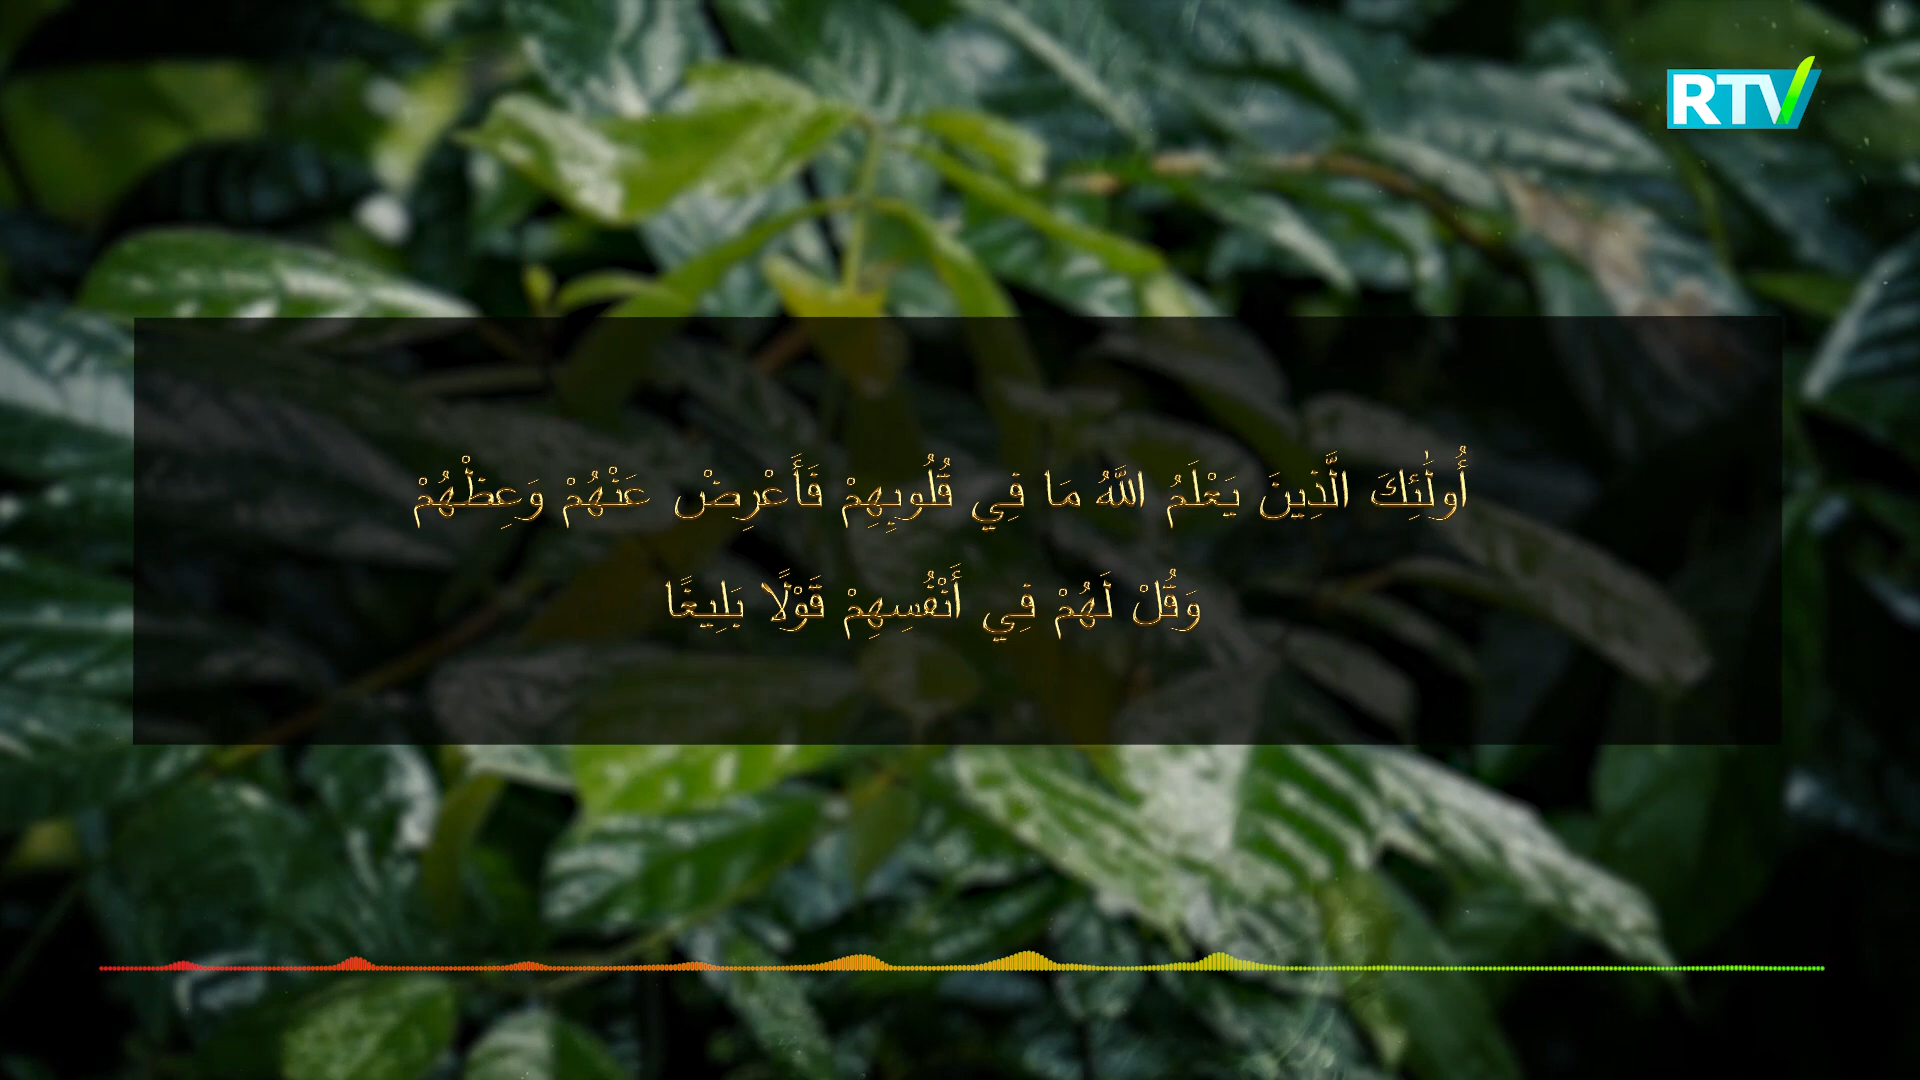 RTV
أُولَٰئِكَ الَّذِينَ يَعْلَمُ اللَّهُ مَا فِي قُلُوبِهِمْ فَأَعْرِضْ عَنْهُمْ وَعِظْهُمْ
وَقُلْ لَهُمْ فِي أَنْفُسِهِمْ قَوْلًا بَلِيغًا